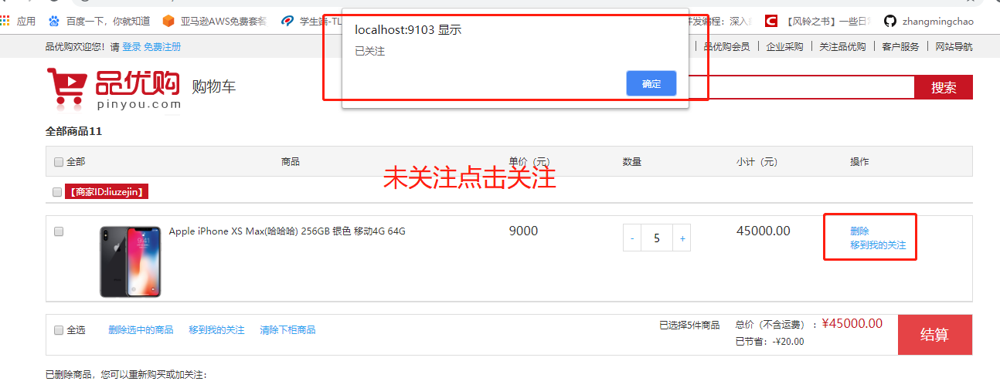 应用 百度一下，你就知道 亚马逊AWS免费套餐 学生端-TL 并发编程：深入 【风铃之书】一些日常 zhangmingchao
localhost:9103 显示
已关注
确定
品优购欢迎您！请 登录 免费注册 品优购会员 企业采购 关注品优购 客户服务 网站导航
品优购 购物车 搜索
pinyou.com
全部商品11
全部 商品 单价（元） 数量 小计（元） 操作
未关注点击关注
【商家ID:liuzejin】
Apple iPhone XS Max(哈哈哈) 256GB 银色 移动4G 64G 9000 - 5 + 45000.00 删除
移到我的关注
全选 删除选中的商品 移到我的关注 清除下柜商品 已选择5件商品 总价（不含运费）： ¥45000.00 结算
已节省：-¥20.00
已删除商品，您可以重新购买或加关注：